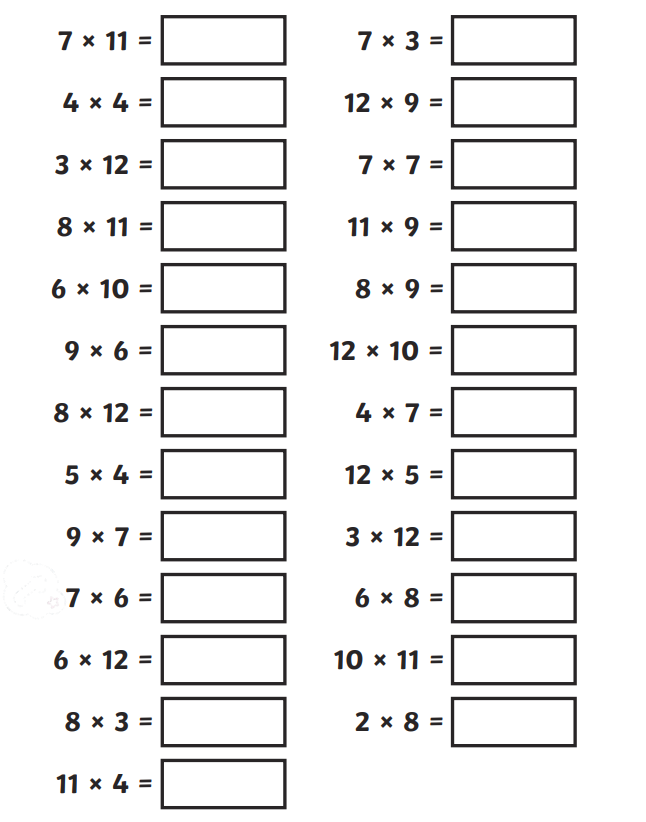 7 × 11 =
4 × 4 =
3 × 12 =
8 × 11 =
6 × 10 =
9 × 6 =
8 × 12 =
5 × 4 =
9 × 7 =
7 × 6 =
6 × 12 =
8 × 3 =
11 × 4 =
7 × 3 =
12 × 9 =
7 × 7 =
11 × 9 =
8 × 9 =
12 × 10 =
4 × 7 =
12 × 5 =
3 × 12 =
6 × 8 =
10 × 11 =
2 × 8 =